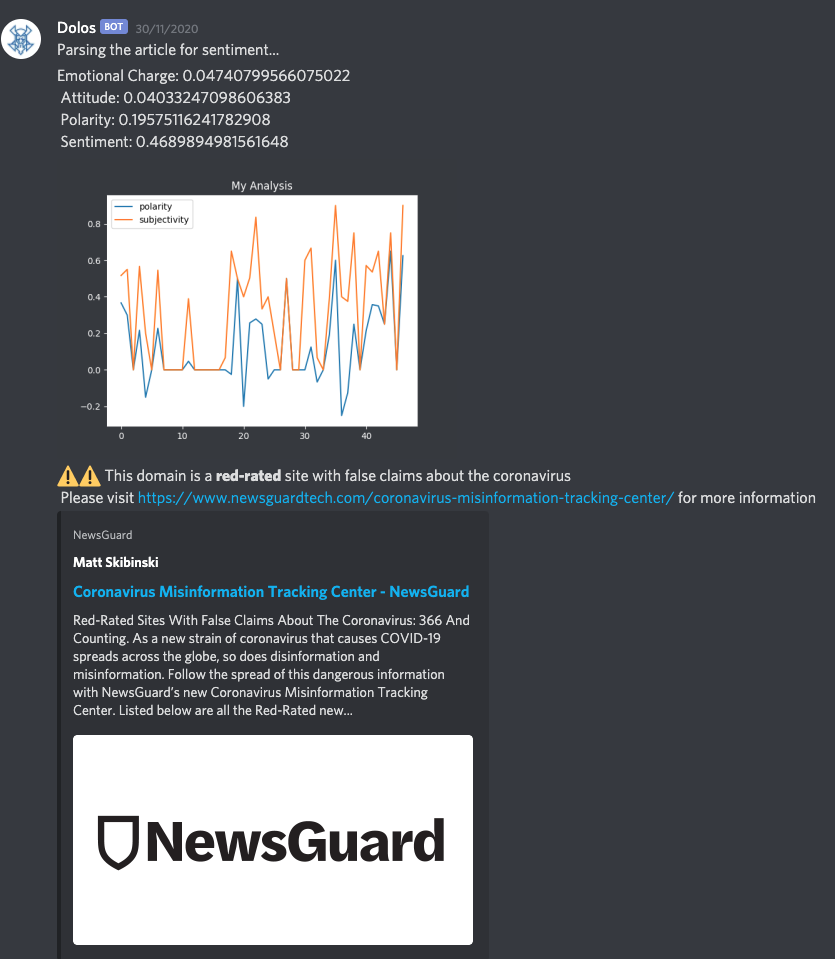 Dolos BOT 30/11/2020
Parsing the article for sentiment...
Emotional Charge: 0.04740799566075022
Attitude: 0.04033247098606383
Polarity: 0.19575116241782908
Sentiment: 0.4689894981561648
My Analysis
polarity
subjectivity
0.8
0.6
0.4
0.2
0.0
−0.2
0 10 20 30 40
⚠️⚠️ This domain is a red-rated site with false claims about the coronavirus
Please visit https://www.newsguardtech.com/coronavirus-misinformation-tracking-center/ for more information
NewsGuard
Matt Skibinski
Coronavirus Misinformation Tracking Center - NewsGuard
Red-Rated Sites With False Claims About The Coronavirus: 366 And
Counting. As a new strain of coronavirus that causes COVID-19
spreads across the globe, so does disinformation and
misinformation. Follow the spread of this dangerous information
with NewsGuard's new Coronavirus Misinformation Tracking
Center. Listed below are all the Red-Rated new...
NewsGuard